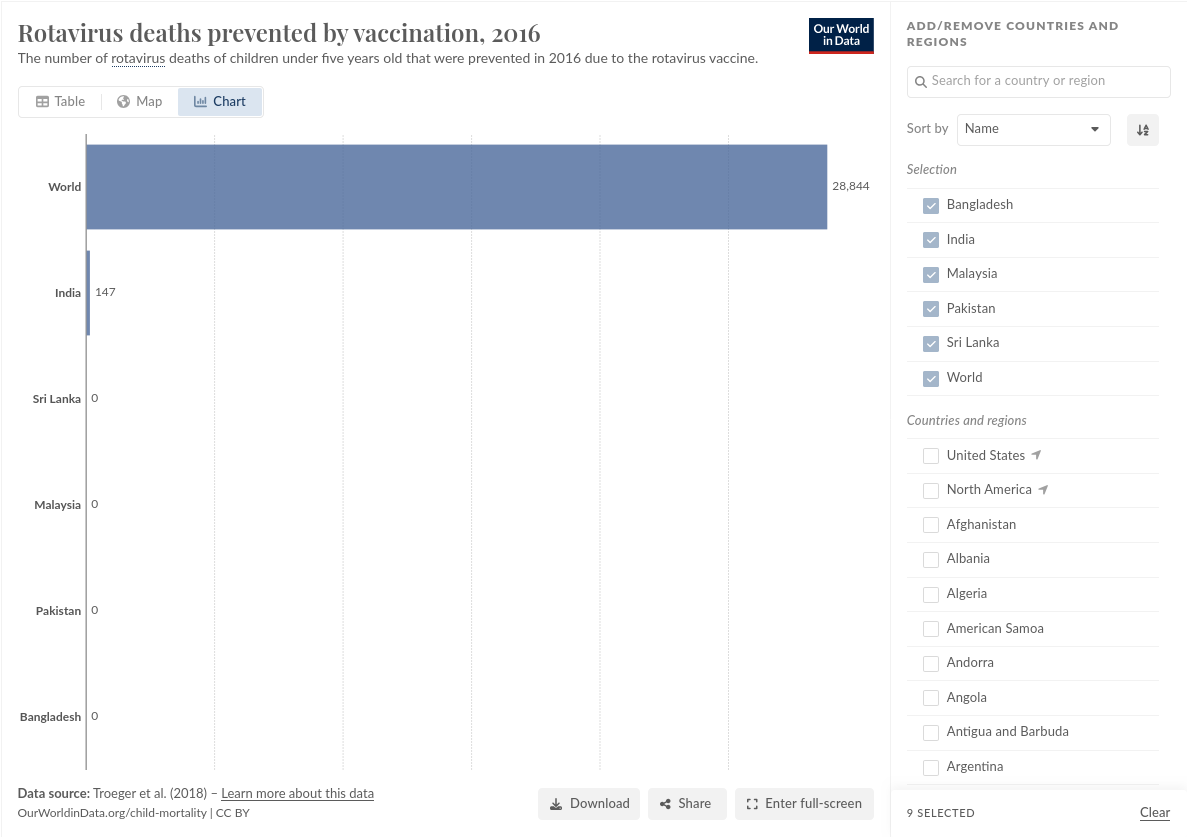 Rotavirus deaths prevented by vaccination, 2016
The number of rotavirus deaths of children under five years old that were prevented in 2016 due to the rotavirus vaccine.
Our World
in Data
Table
Map
Chart
World
28,844
India
147
Sri Lanka
0
Malaysia
0
Pakistan
0
Bangladesh
0
Data source: Troeger et al. (2018) – Learn more about this data
OurWorldinData.org/child-mortality | CC BY
Download
Share
Enter full-screen
ADD/REMOVE COUNTRIES AND
REGIONS
Search for a country or region
Sort by
Name
Selection
Bangladesh
India
Malaysia
Pakistan
Sri Lanka
World
Countries and regions
United States
North America
Afghanistan
Albania
Algeria
American Samoa
Andorra
Angola
Antigua and Barbuda
Argentina
9 SELECTED
Clear